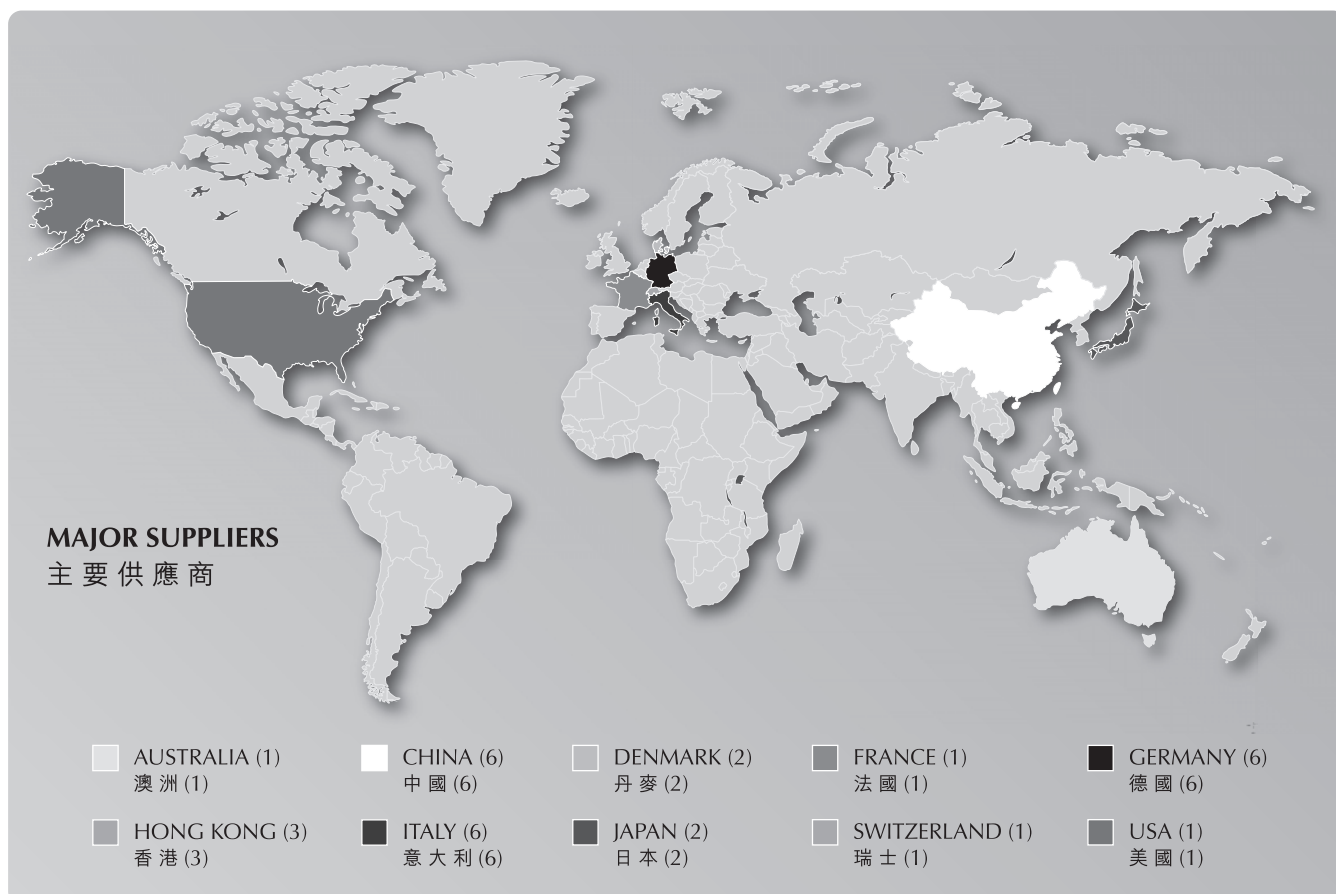 MAJOR SUPPLIERS
主要供應商
AUSTRALIA (1)
澳洲 (1)
CHINA (6)
中國 (6)
DENMARK (2)
丹麥 (2)
FRANCE (1)
法國 (1)
GERMANY (6)
德國 (6)
HONG KONG (3)
香港 (3)
ITALY (6)
意大利 (6)
JAPAN (2)
日本 (2)
SWITZERLAND (1)
瑞士 (1)
USA (1)
美國 (1)